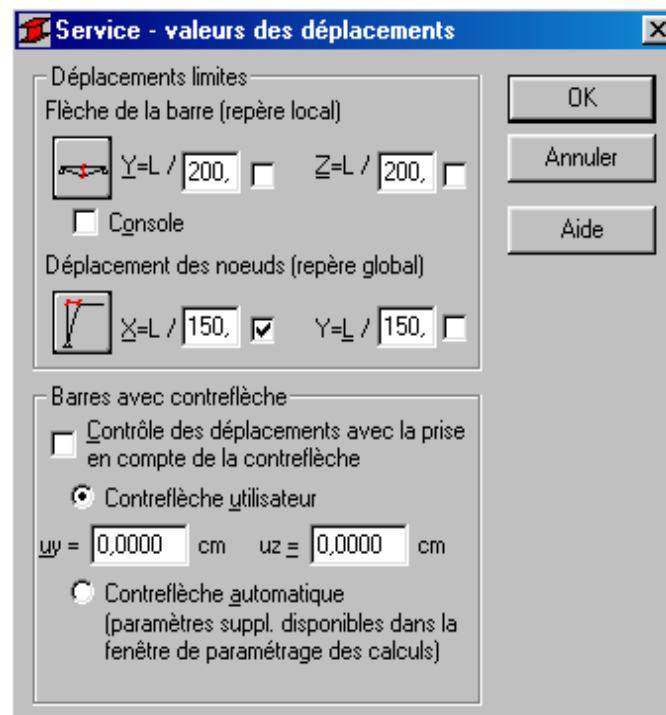 Service - valeurs des déplacements
Déplacements limites
Flèche de la barre (repère local)
Y=L / 200, Z=L / 200,
Console
Déplacement des noeuds (repère global)
X=L / 150, Y=L / 150,
Barres avec contreflèche
Contrôle des déplacements avec la prise
en compte de la contreflèche
Contreflèche utilisateur
uy = 0,0000 cm uz = 0,0000 cm
Contreflèche automatique
(paramètres suppl. disponibles dans la
fenêtre de paramétrage des calculs)
OK
Annuler
Aide